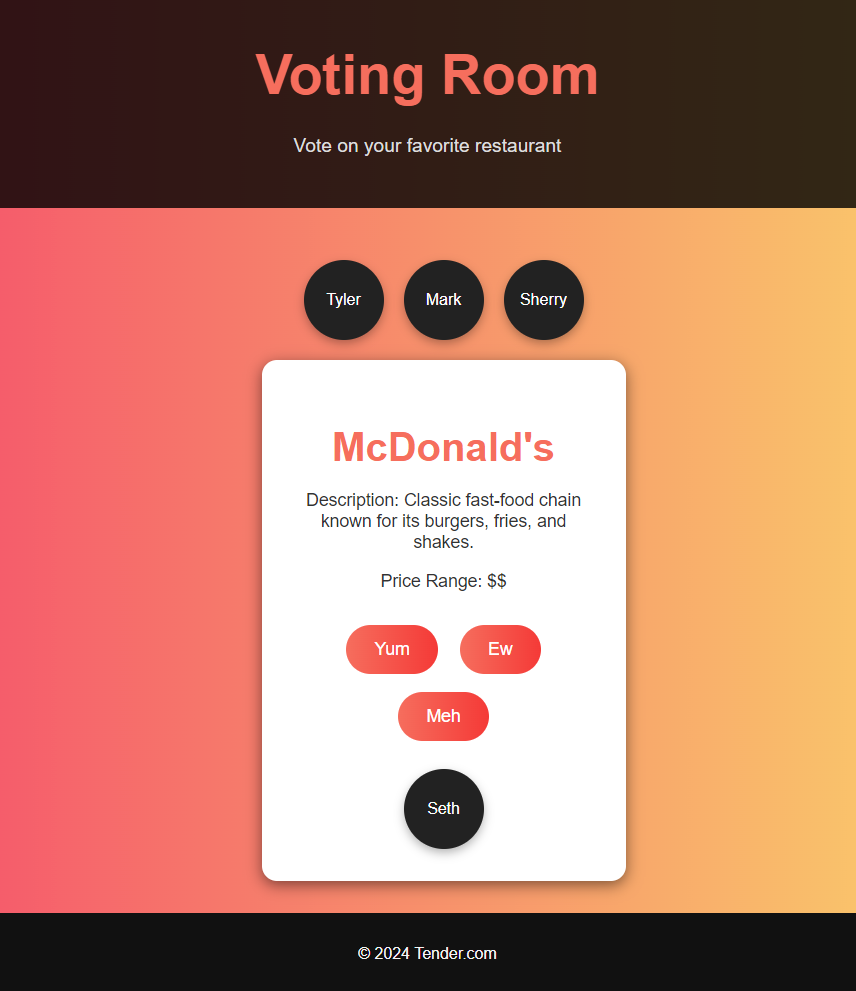 Voting Room
Vote on your favorite restaurant
Tyler
Mark
Sherry
McDonald's
Description: Classic fast-food chain
known for its burgers, fries, and
shakes.
Price Range: $$
Yum
Ew
Meh
Seth
© 2024 Tender.com